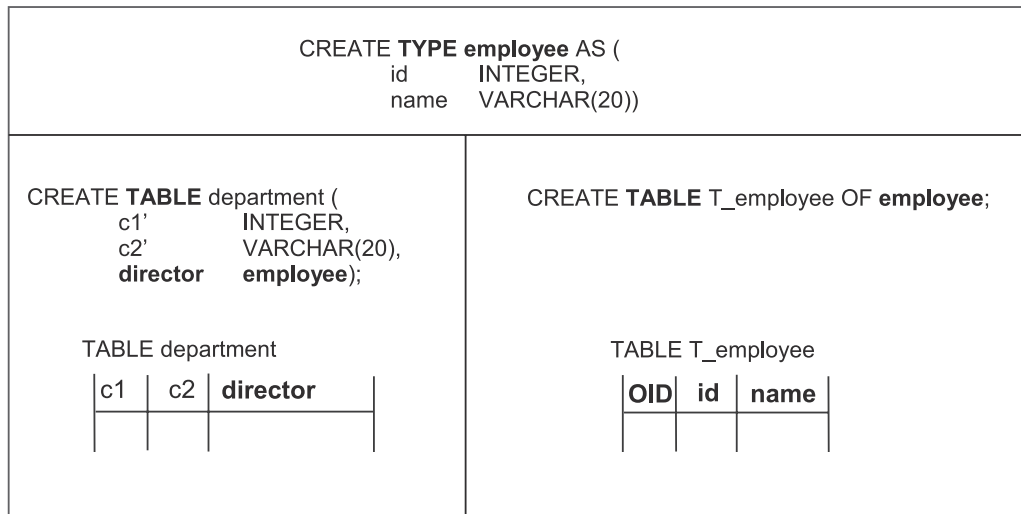 CREATE TYPE employee AS (
id INTEGER,
name VARCHAR(20))
CREATE TABLE department (
c1’ INTEGER,
c2’ VARCHAR(20),
director employee);
TABLE department
c1 c2 director
CREATE TABLE T_employee OF employee;
TABLE T_employee
OID id name